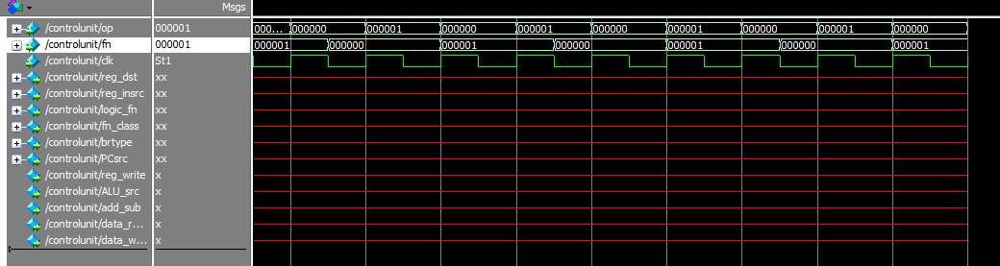 Msgs
/controlunit/op 000001 000... 000000 000001 000000 000001 000000 000001 000000 000001 000000
/controlunit/fn 000001 000001 000000 000001 000000 000001 000000 000001
/controlunit/clk St1
/controlunit/reg_dst xx
/controlunit/reg_insrc xx
/controlunit/logic_fn xx
/controlunit/fn_class xx
/controlunit/brtype xx
/controlunit/PCsrc xx
/controlunit/reg_write x
/controlunit/ALU_src x
/controlunit/add_sub x
/controlunit/data_r... x
/controlunit/data_w... x